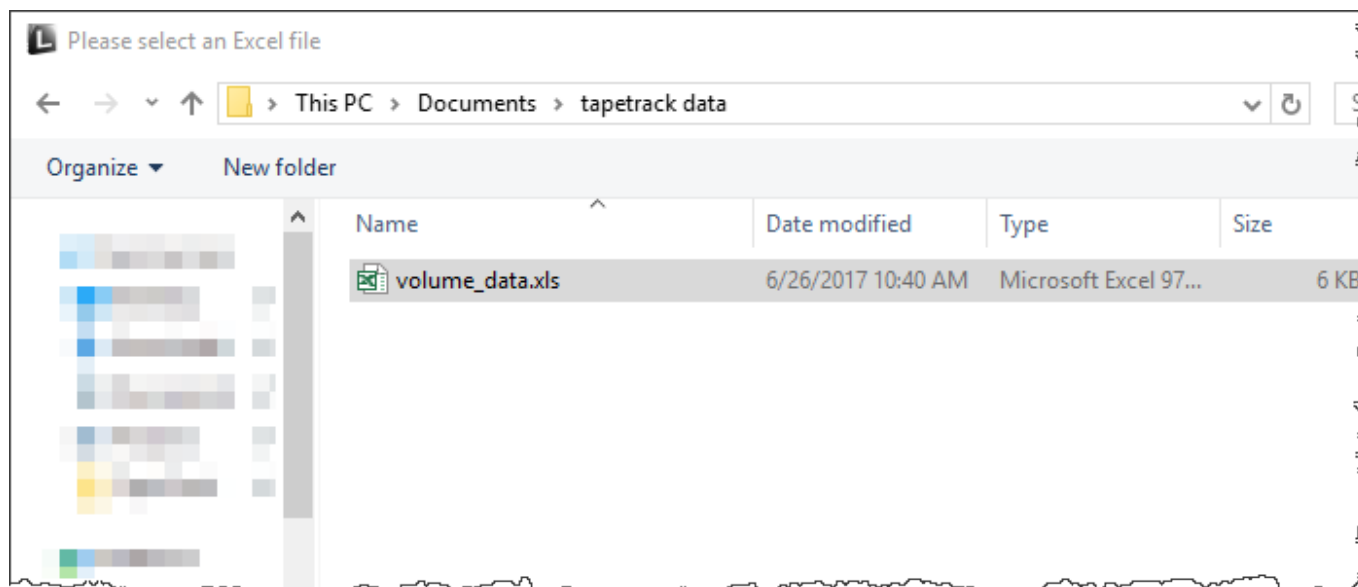 Please select an Excel file
This PC > Documents > tapetrack data
Organize New folder
Name Date modified Type Size
volume_data.xls 6/26/2017 10:40 AM Microsoft Excel 97... 6 KB